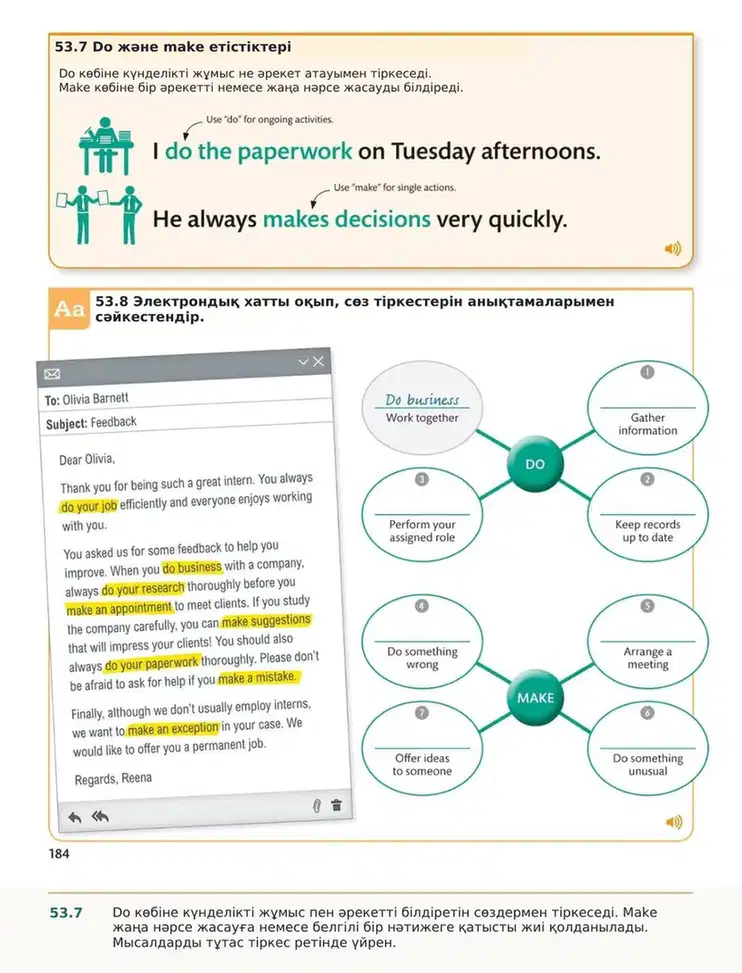 53.7 Do және make етістіктері
Do көбіне күнделікті жұмыс не әрекет атауымен тіркеседі.
Make көбіне бір әрекетті немесе жаңа нәрсе жасауды білдіреді.
Use "do" for ongoing activities.
I do the paperwork on Tuesday afternoons.
Use "make" for single actions.
He always makes decisions very quickly.
Aa
53.8 Электрондық хатты оқып, сөз тіркестерін анықтамаларымен
сәйкестендір.
To: Olivia Barnett
Subject: Feedback
Dear Olivia,
Thank you for being such a great intern. You always
do your job efficiently and everyone enjoys working
with you.
You asked us for some feedback to help you
improve. When you do business with a company,
always do your research thoroughly before you
make an appointment to meet clients. If you study
the company carefully, you can make suggestions
that will impress your clients! You should also
always do your paperwork thoroughly. Please don't
be afraid to ask for help if you make a mistake.
Finally, although we don't usually employ interns,
we want to make an exception in your case. We
would like to offer you a permanent job.
Regards, Reena
Do business
Work together
1
Gather
information
DO
3
Perform your
assigned role
2
Keep records
up to date
4
Do something
wrong
5
Arrange a
meeting
MAKE
7
Offer ideas
to someone
6
Do something
unusual
184
53.7 Do көбіне күнделікті жұмыс пен әрекетті білдіретін сөздермен тіркеседі. Make
жаңа нәрсе жасауға немесе белгілі бір нәтижеге қатысты жиі қолданылады.
Мысалдарды тұтас тіркес ретінде үйрен.